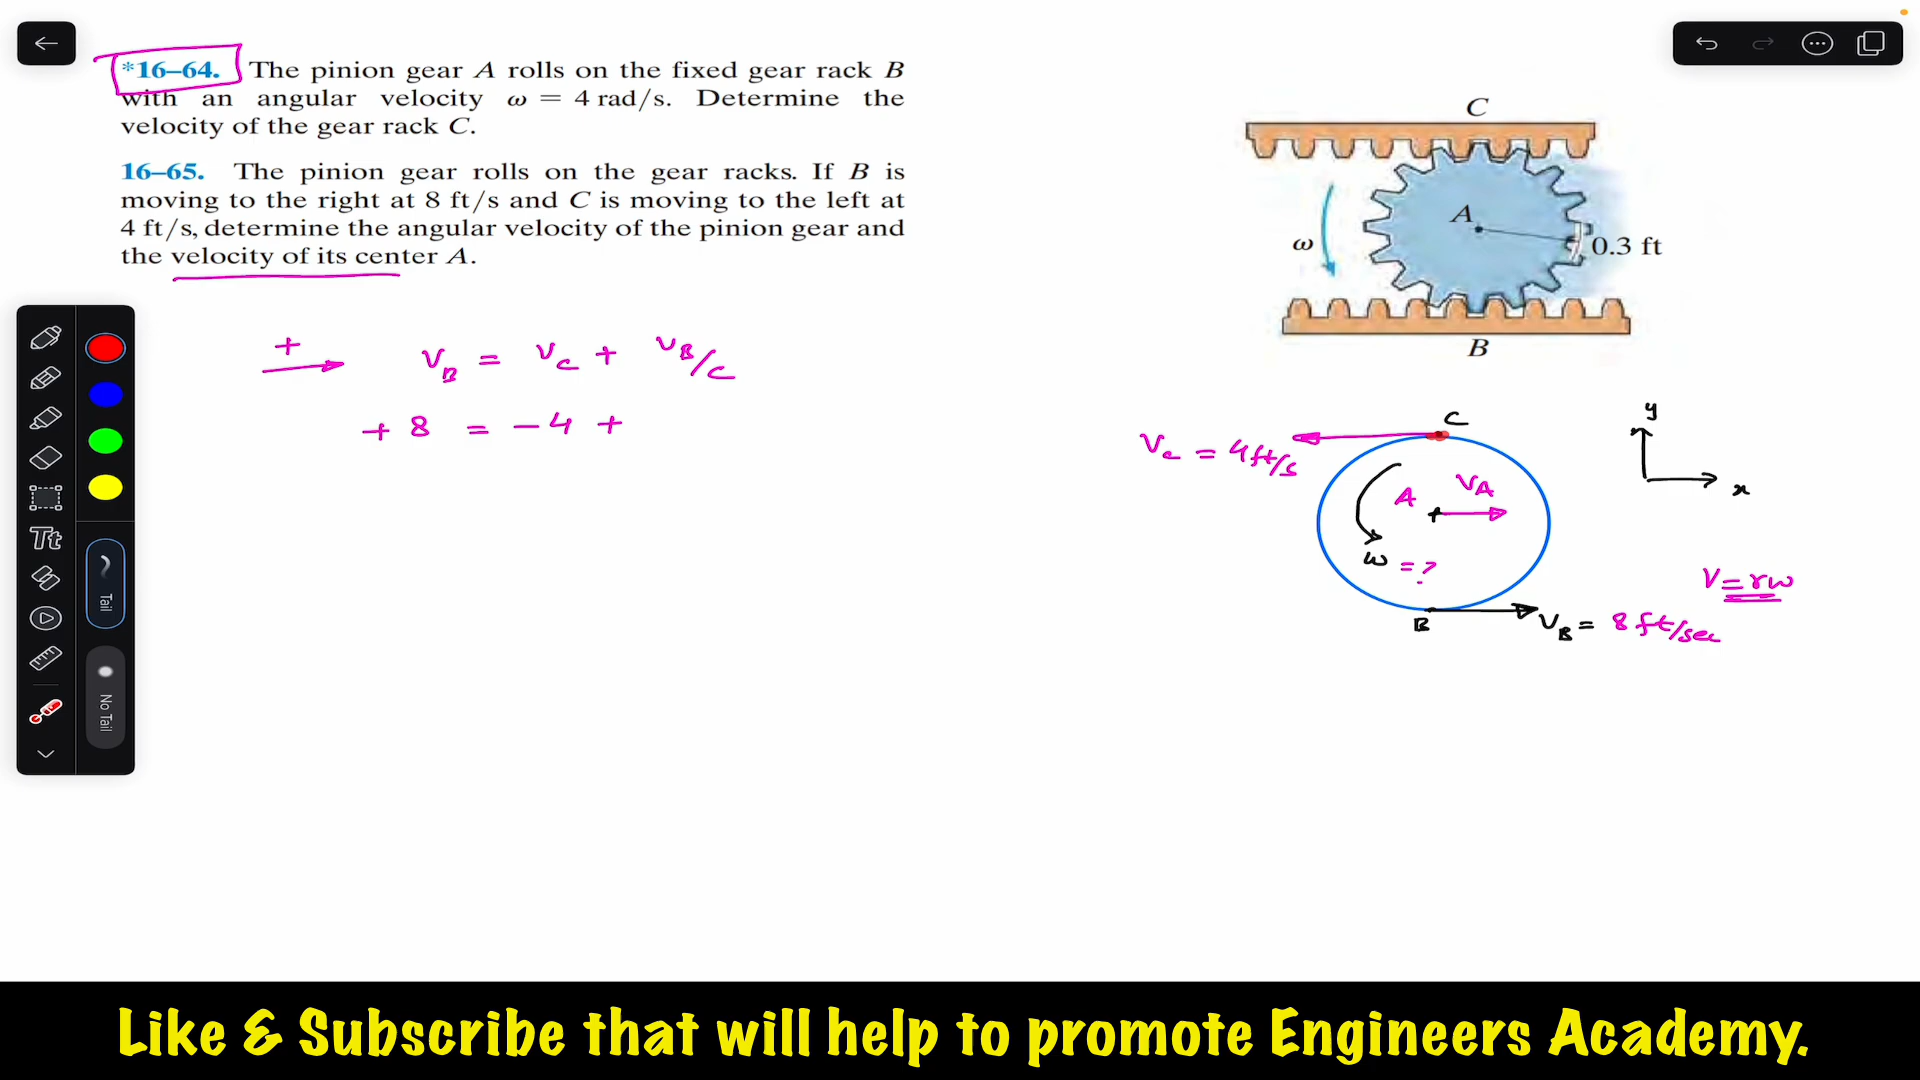 *16–64. The pinion gear A rolls on the fixed gear rack B
with an angular velocity ω = 4 rad/s. Determine the
velocity of the gear rack C.
16–65. The pinion gear rolls on the gear racks. If B is
moving to the right at 8 ft/s and C is moving to the left at
4 ft/s, determine the angular velocity of the pinion gear and
the velocity of its center A.
C
A
ω
0.3 ft
B
Tt
Tail
No Tail
+ V_B = V_C + V_B/C
+ 8 = - 4 +
C
V_C = 4 ft/s
A V_A
ω = ?
B
V_B = 8 ft/sec
y
x
V = rω
Like & Subscribe that will help to promote Engineers Academy.